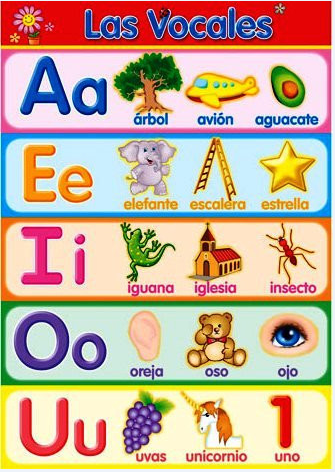 Las Vocales
Aa
árbol avión aguacate
Ee
elefante escalera estrella
Ii
iguana iglesia insecto
Oo
oreja oso ojo
Uu
1
uvas unicornio uno